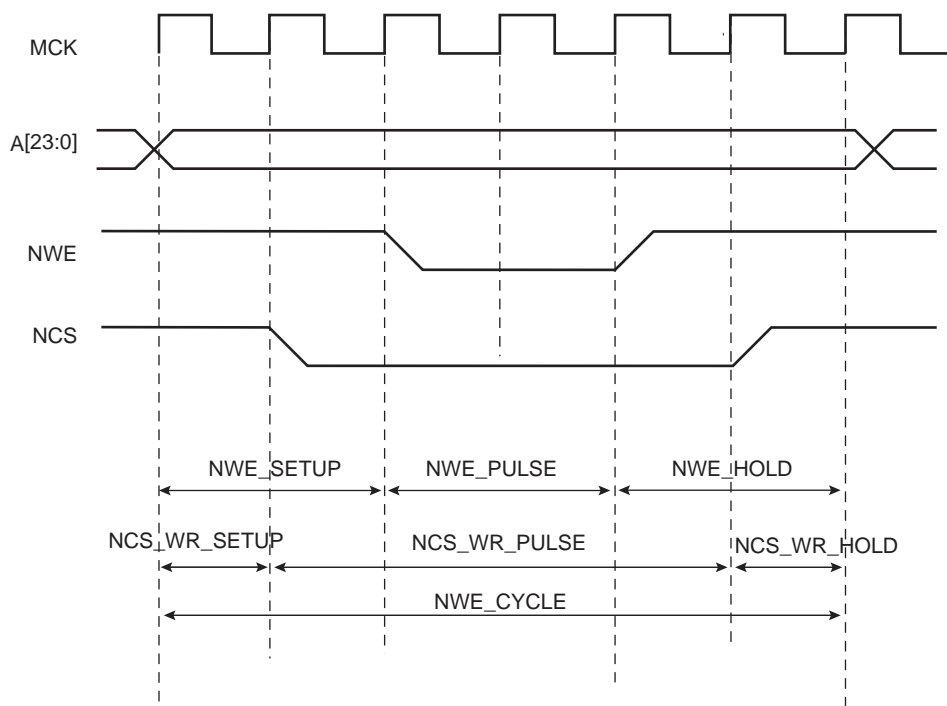 MCK
A[23:0]
NWE
NCS
NWE_SETUP NWE_PULSE NWE_HOLD
NCS_WR_SETUP NCS_WR_PULSE NCS_WR_HOLD
NWE_CYCLE